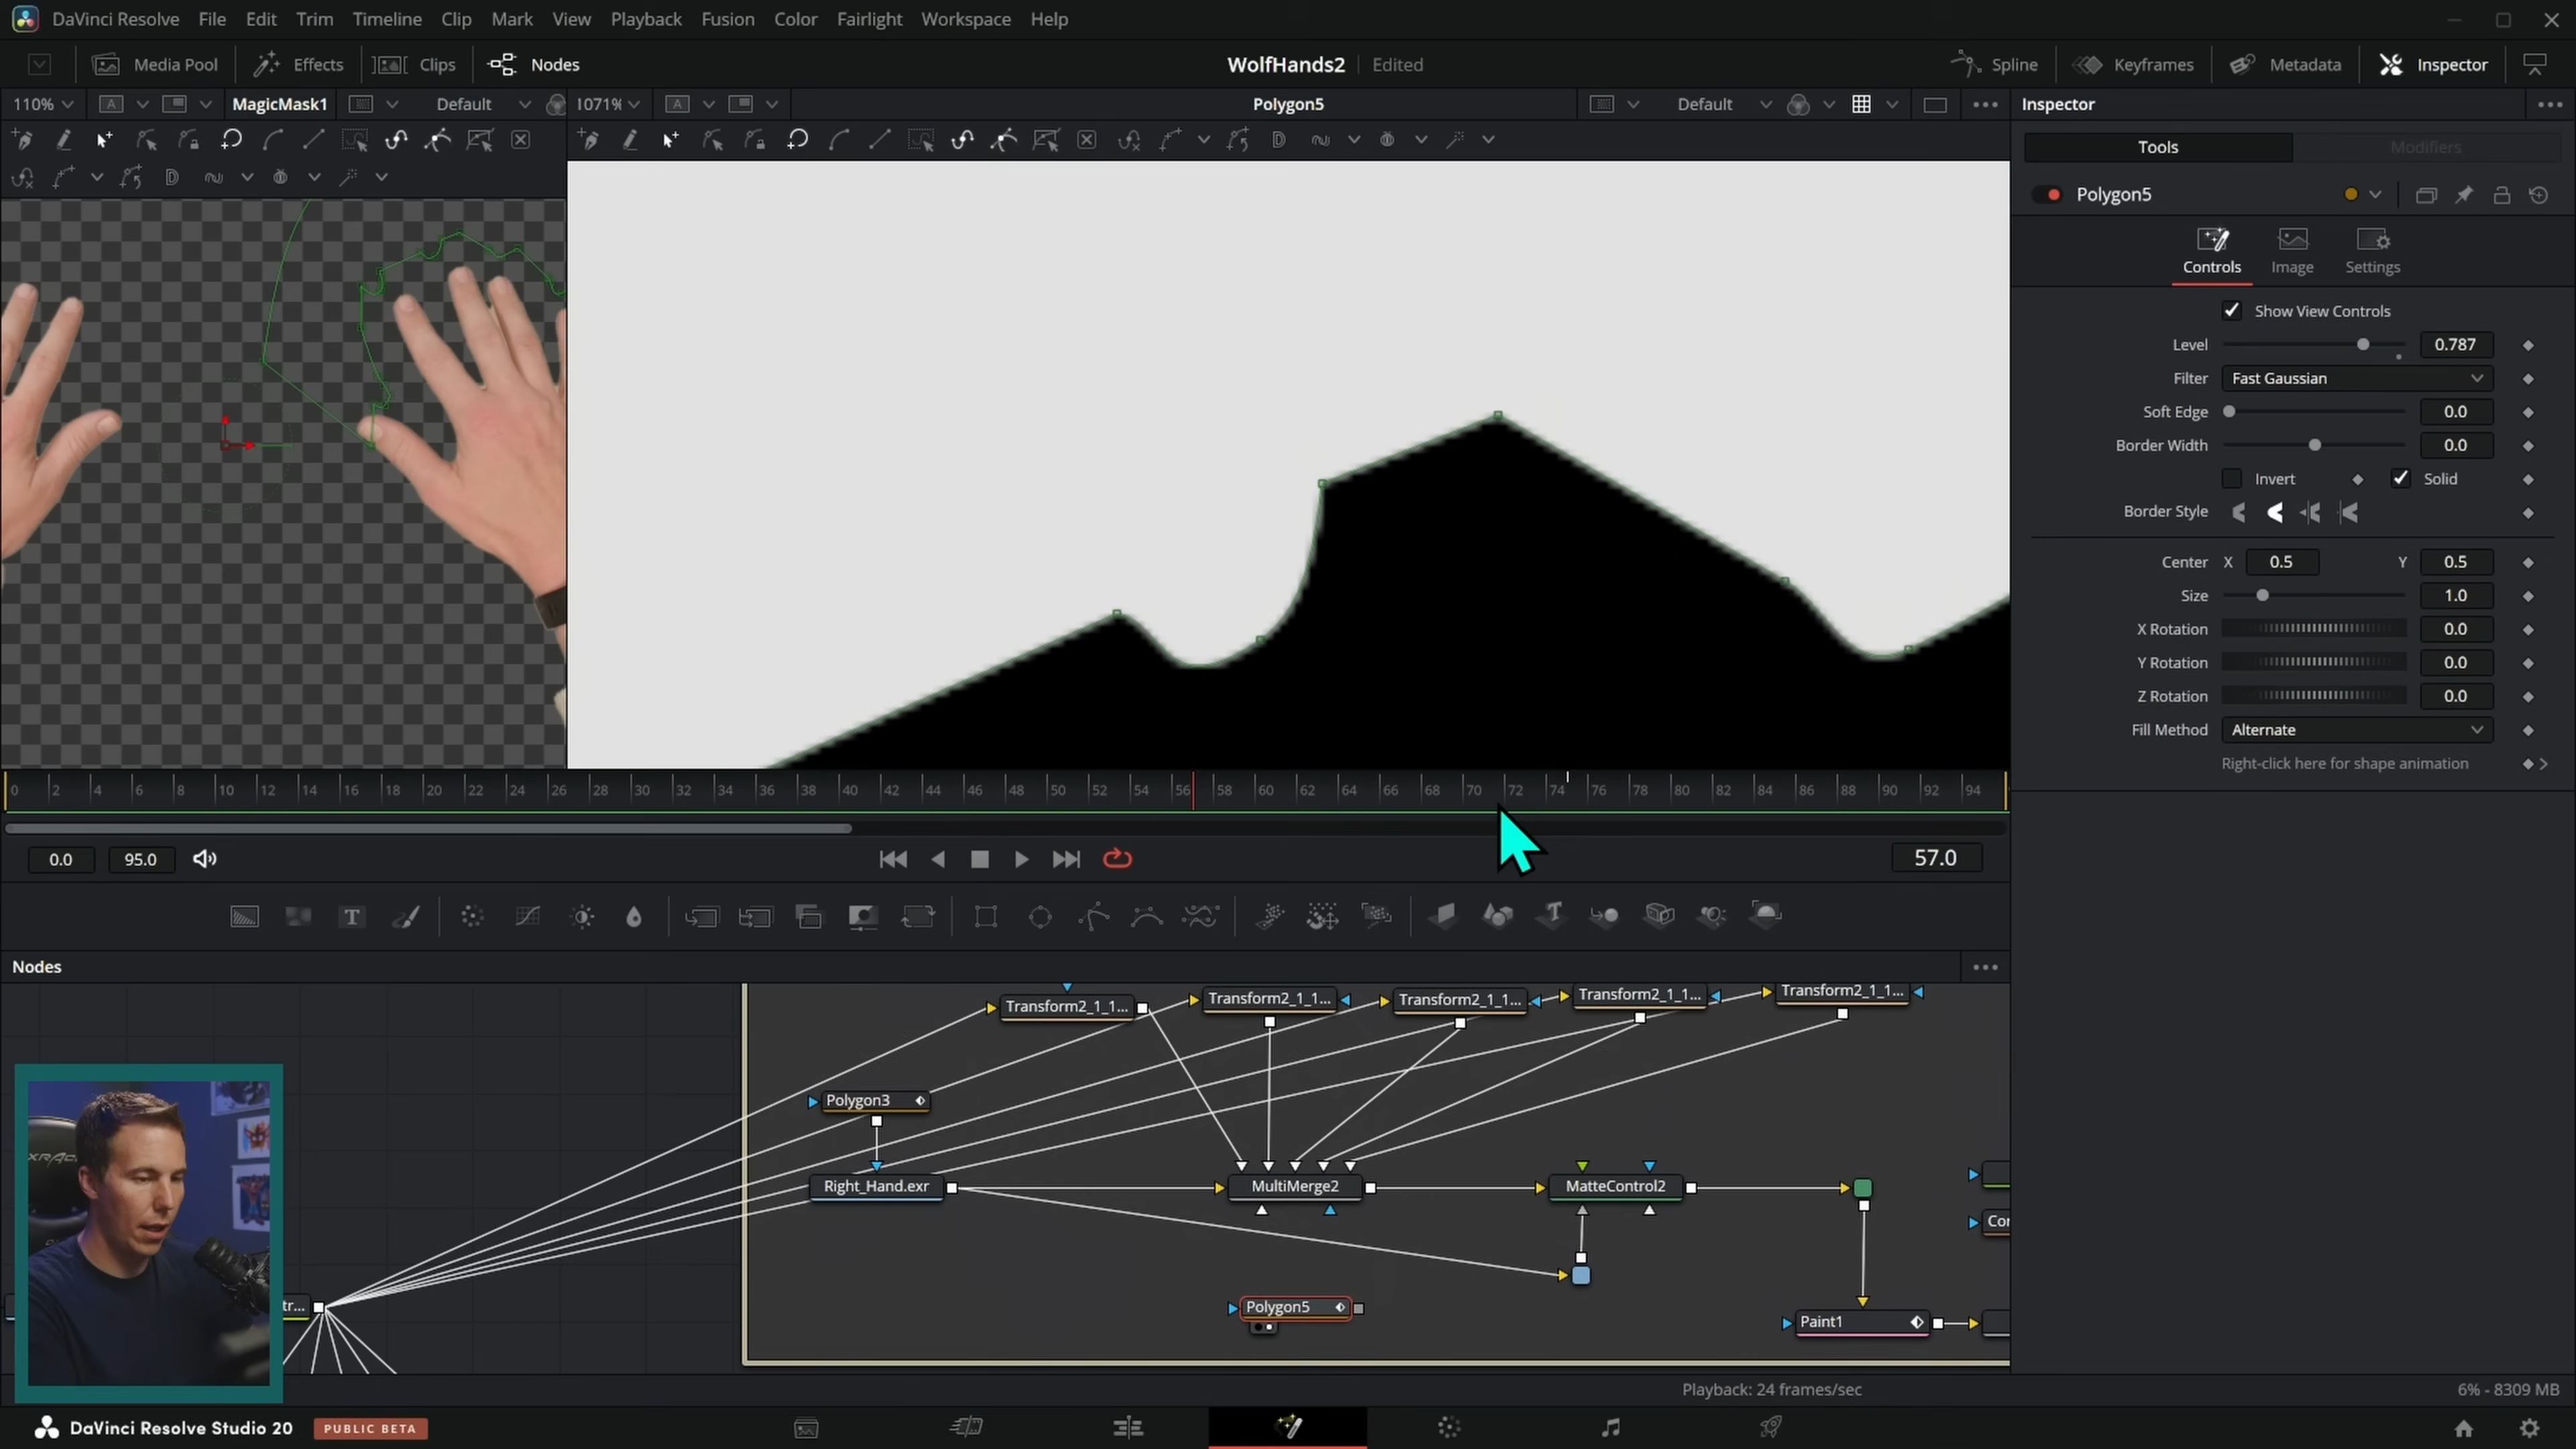 DaVinci Resolve File Edit Trim Timeline Clip Mark View Playback Fusion Color Fairlight Workspace Help
Media Pool Effects Clips Nodes WolfHands2 Edited Spline Keyframes Metadata Inspector
110% A MagicMask1 Default 1071% A Polygon5 Default Inspector
Tools Modifiers
Polygon5
Controls Image Settings
Show View Controls
Level 0.787
Filter Fast Gaussian
Soft Edge 0.0
Border Width 0.0
Invert Solid
Border Style
Center X 0.5 Y 0.5
Size 1.0
X Rotation 0.0
Y Rotation 0.0
Z Rotation 0.0
Fill Method Alternate
Right-click here for shape animation
0 2 4 6 8 10 12 14 16 18 20 22 24 26 28 30 32 34 36 38 40 42 44 46 48 50 52 54 56 58 60 62 64 66 68 70 72 74 76 78 80 82 84 86 88 90 92 94
0.0 95.0 57.0
T T
Nodes
Transform2_1_1... Transform2_1_1... Transform2_1_1... Transform2_1_1... Transform2_1_1...
Polygon3
Right_Hand.exr MultiMerge2 MatteControl2
Cor
tr... Polygon5 Paint1
Playback: 24 frames/sec 6% - 8309 MB
DaVinci Resolve Studio 20 PUBLIC BETA